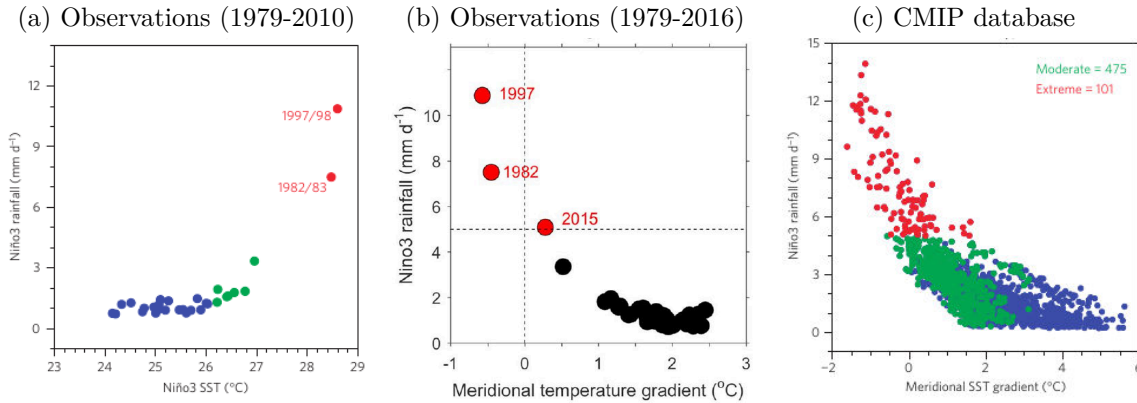 (a) Observations (1979-2010)
12
9
6
3
0
Niño3 rainfall (mm d⁻¹)
1997/98
1982/83
23 24 25 26 27 28 29
Niño3 SST (°C)
(b) Observations (1979-2016)
10
8
6
4
2
0
Nino3 rainfall (mm d⁻¹)
1997
1982
2015
-1 0 1 2 3
Meridional temperature gradient (°C)
(c) CMIP database
15
12
9
6
3
0
Niño3 rainfall (mm d⁻¹)
Moderate = 475
Extreme = 101
−2 0 2 4 6
Meridional SST gradient (°C)